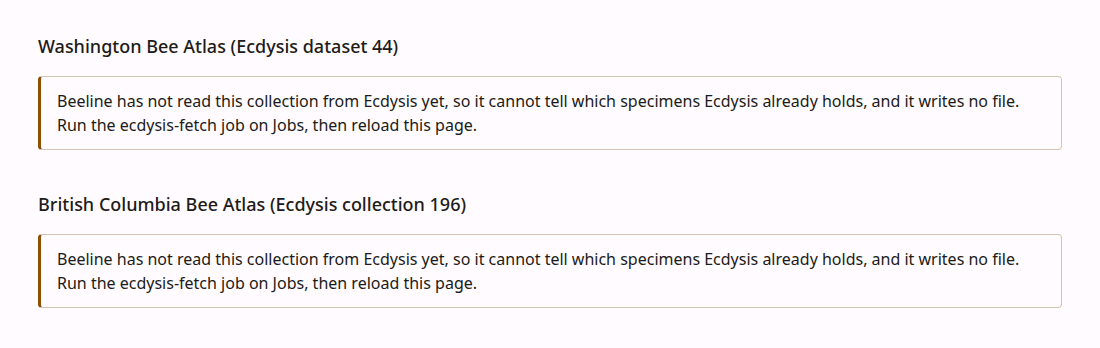 Washington Bee Atlas (Ecdysis dataset 44)
Beeline has not read this collection from Ecdysis yet, so it cannot tell which specimens Ecdysis already holds, and it writes no file.
Run the ecdysis-fetch job on Jobs, then reload this page.
British Columbia Bee Atlas (Ecdysis collection 196)
Beeline has not read this collection from Ecdysis yet, so it cannot tell which specimens Ecdysis already holds, and it writes no file.
Run the ecdysis-fetch job on Jobs, then reload this page.